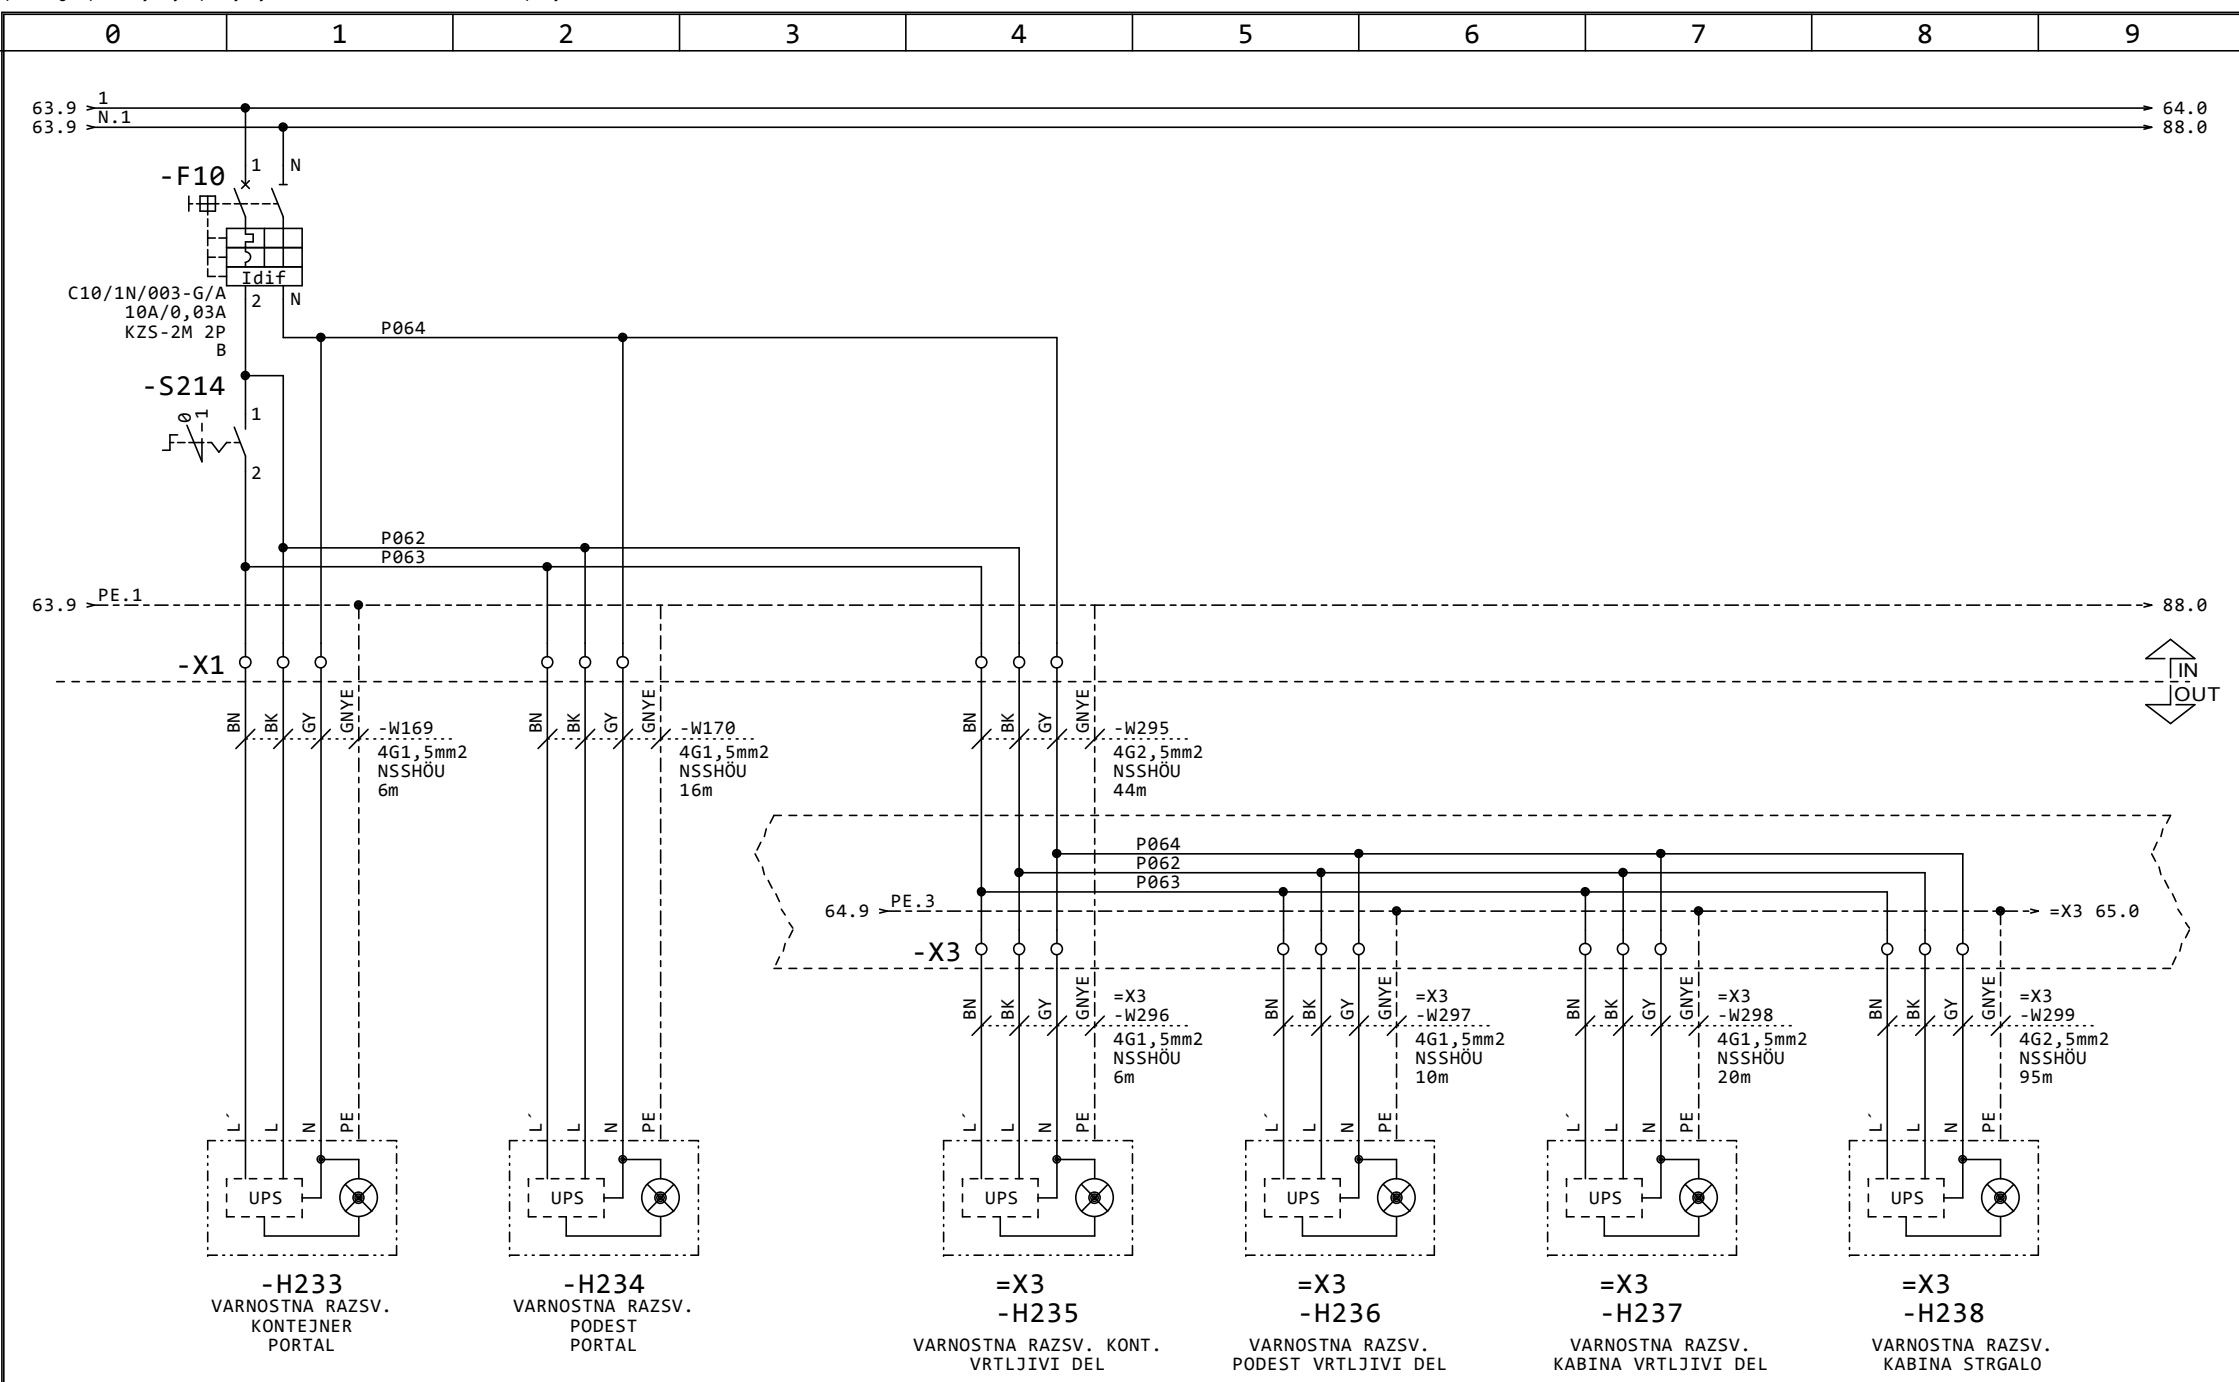 0 1 2 3 4 5 6 7 8 9
63.9 1 64.0
63.9 N.1 88.0
1 N
-F10
Idif
2 N
C10/1N/003-G/A
10A/0,03A
KZS-2M 2P
B
P064
-S214
0 1
1
2
P062
P063
63.9 PE.1 88.0
-X1
IN
OUT
BN BK GY GNYE
-W169
4G1,5mm2
NSSHÖU
6m
BN BK GY GNYE
-W170
4G1,5mm2
NSSHÖU
16m
BN BK GY GNYE
-W295
4G2,5mm2
NSSHÖU
44m
P064
P062
P063
64.9 PE.3 =X3 65.0
-X3
BN BK GY GNYE
=X3
-W296
4G1,5mm2
NSSHÖU
6m
BN BK GY GNYE
=X3
-W297
4G1,5mm2
NSSHÖU
10m
BN BK GY GNYE
=X3
-W298
4G1,5mm2
NSSHÖU
20m
BN BK GY GNYE
=X3
-W299
4G2,5mm2
NSSHÖU
95m
L` L N PE
UPS
-H233
VARNOSTNA RAZSV.
KONTEJNER
PORTAL
L` L N PE
UPS
-H234
VARNOSTNA RAZSV.
PODEST
PORTAL
L` L N PE
UPS
=X3
-H235
VARNOSTNA RAZSV. KONT.
VRTLJIVI DEL
L` L N PE
UPS
=X3
-H236
VARNOSTNA RAZSV.
PODEST VRTLJIVI DEL
L` L N PE
UPS
=X3
-H237
VARNOSTNA RAZSV.
KABINA VRTLJIVI DEL
L` L N PE
UPS
=X3
-H238
VARNOSTNA RAZSV.
KABINA STRGALO